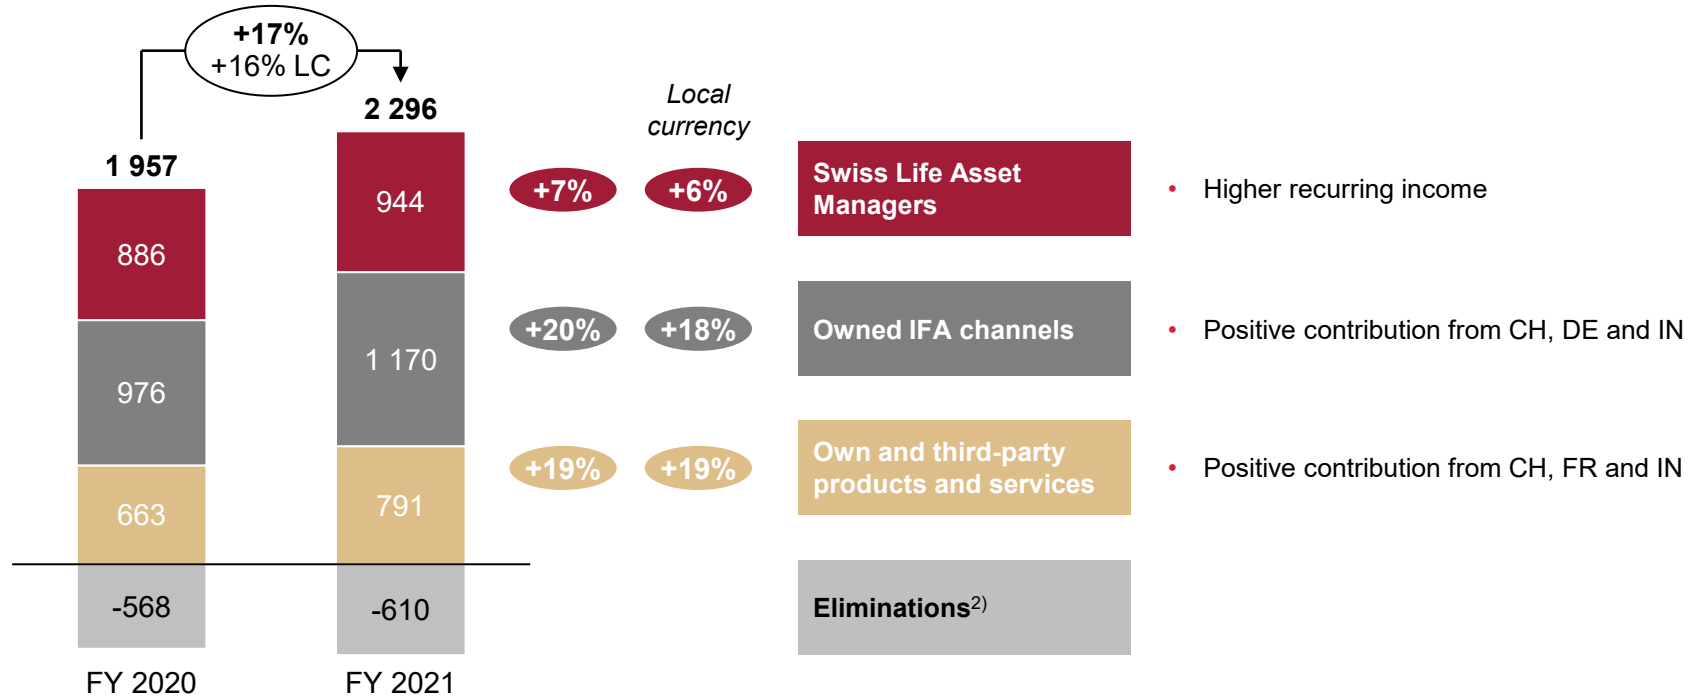 +17%
+16% LC
2 296
1 957
Local
currency
944
886
+7%
+6%
Swiss Life Asset
Managers
• Higher recurring income
1 170
976
+20%
+18%
Owned IFA channels
• Positive contribution from CH, DE and IN
791
663
+19%
+19%
Own and third-party
products and services
• Positive contribution from CH, FR and IN
-568
-610
Eliminations2)
FY 2020
FY 2021